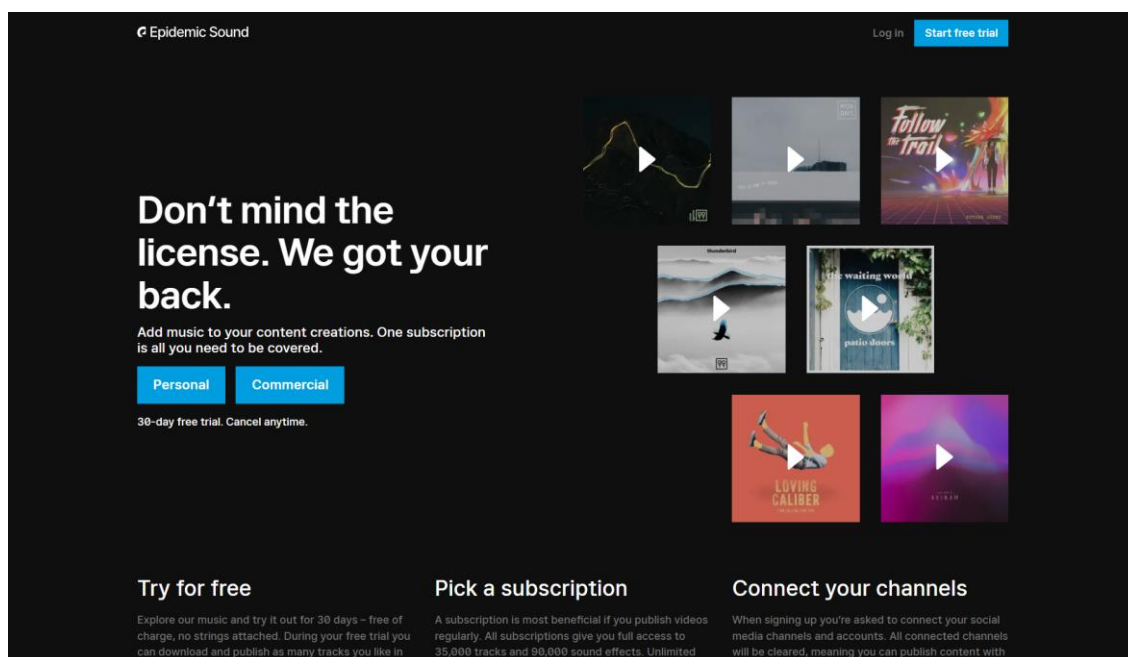 Epidemic Sound
Log in
Start free trial
Follow
the Trail
Don't mind the
license. We got your
back.
Add music to your content creations. One subscription
is all you need to be covered.
Personal
Commercial
30-day free trial. Cancel anytime.
99
thunderbird
99
the waiting world
patio doors
LOVING
CALIBER
Try for free
Explore our music and try it out for 30 days – free of
charge, no strings attached. During your free trial you
can download and publish as many tracks you like in
Pick a subscription
A subscription is most beneficial if you publish videos
regularly. All subscriptions give you full access to
35,000 tracks and 90,000 sound effects. Unlimited
Connect your channels
When signing up you're asked to connect your social
media channels and accounts. All connected channels
will be cleared, meaning you can publish content with